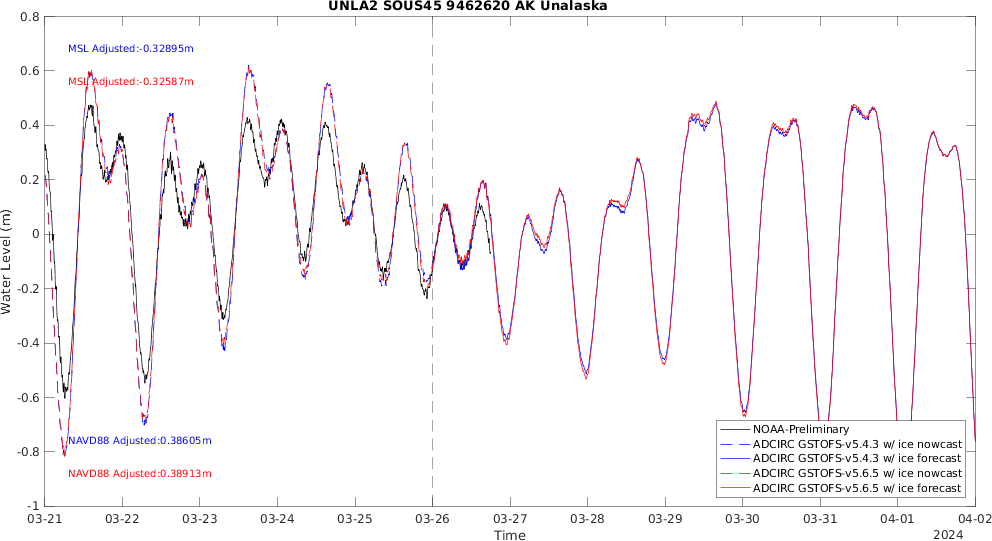 UNLA2 SOUS45 9462620 AK Unalaska
MSL Adjusted:-0.32895m
MSL Adjusted:-0.32587m
NAVD88 Adjusted:0.38605m
NAVD88 Adjusted:0.38913m
Water Level (m)
0.8
0.6
0.4
0.2
0
-0.2
-0.4
-0.6
-0.8
-1
NOAA-Preliminary
ADCIRC GSTOFS-v5.4.3 w/ ice nowcast
ADCIRC GSTOFS-v5.4.3 w/ ice forecast
ADCIRC GSTOFS-v5.6.5 w/ ice nowcast
ADCIRC GSTOFS-v5.6.5 w/ ice forecast
03-21 03-22 03-23 03-24 03-25 03-26 03-27 03-28 03-29 03-30 03-31 04-01 04-02
Time
2024